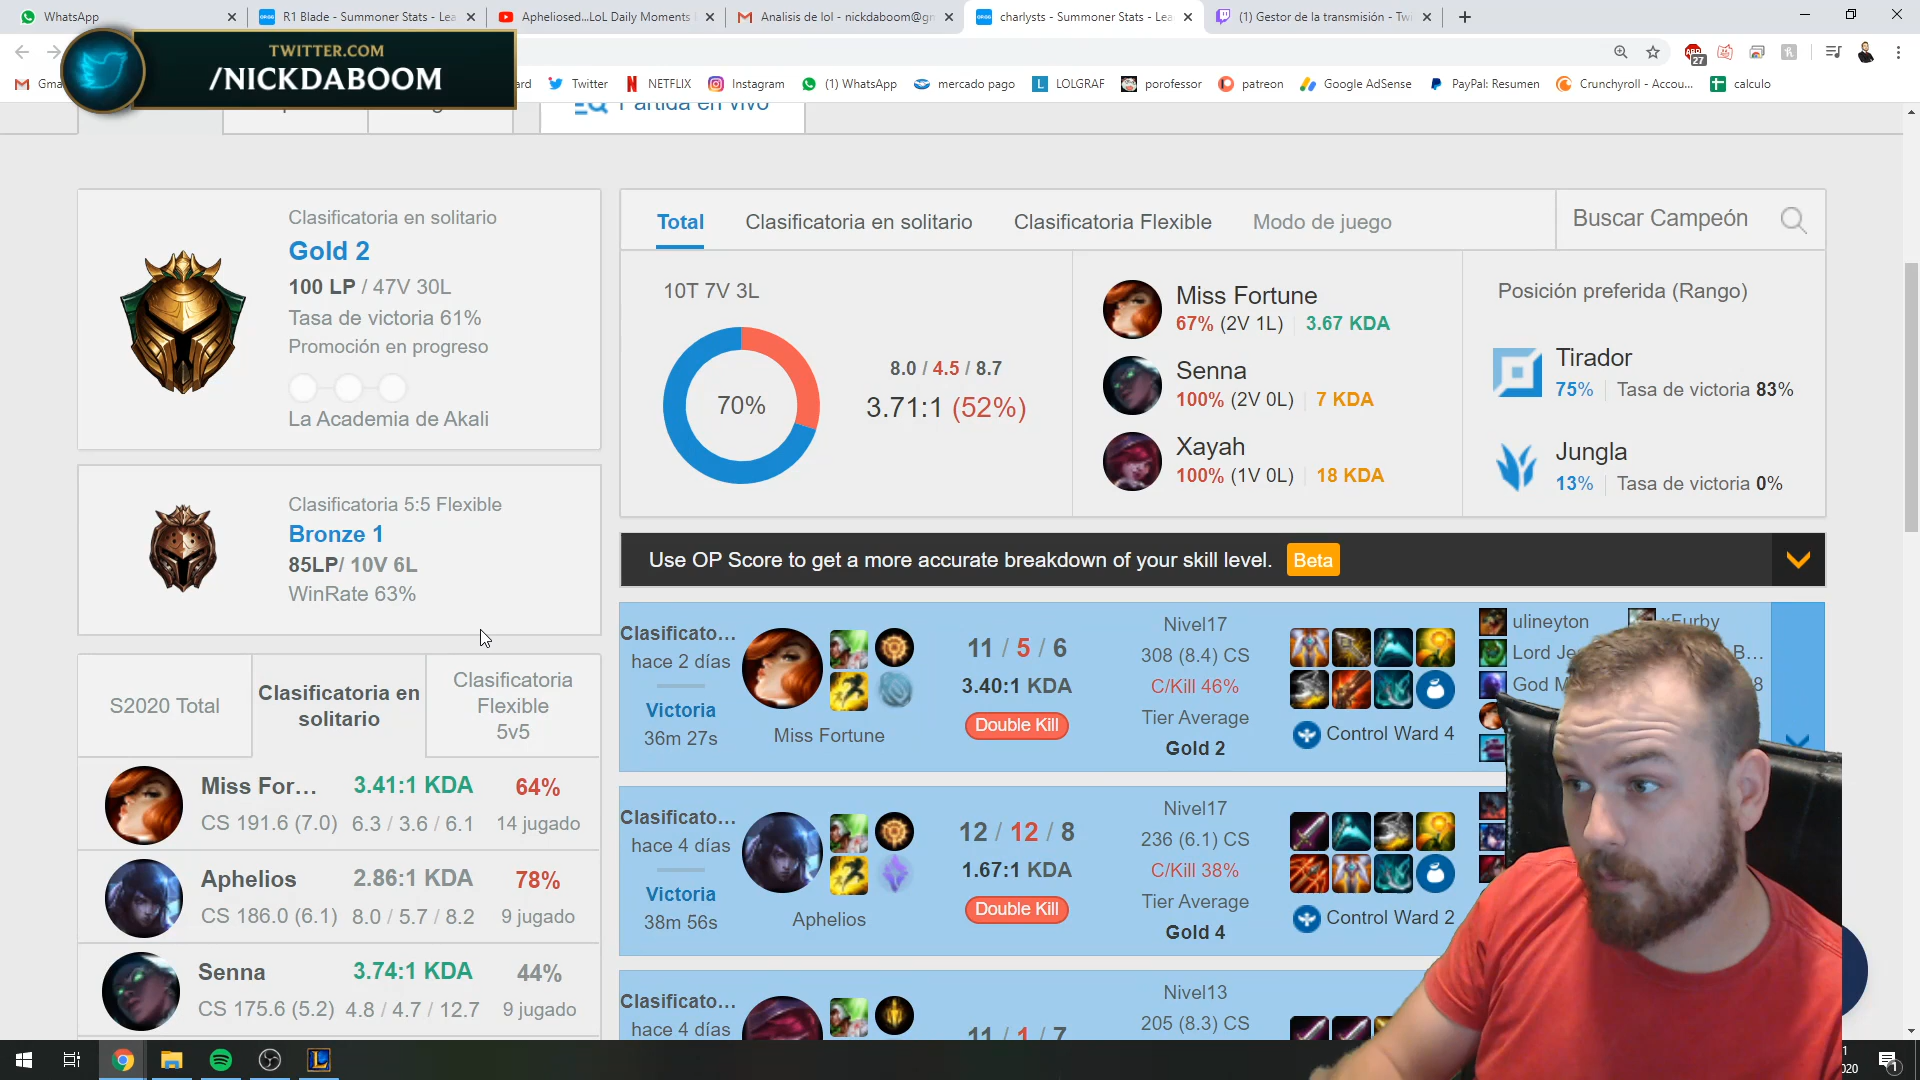 WhatsApp
R1 Blade - Summoner Stats - Lea
Apheliosed...LoL Daily Moments
Analisis de lol - nickdaboom@gm
charlysts - Summoner Stats - Lea
(1) Gestor de la transmisión - Tw
TWITTER.COM
/NICKDABOOM
27
Twitter
NETFLIX
Instagram
(1) WhatsApp
mercado pago
LOLGRAF
porofessor
patreon
Google AdSense
PayPal: Resumen
Crunchyroll - Accou...
calculo
Partida en vivo
Clasificatoria en solitario
Gold 2
100 LP / 47V 30L
Tasa de victoria 61%
Promoción en progreso
La Academia de Akali
Clasificatoria 5:5 Flexible
Bronze 1
85LP/ 10V 6L
WinRate 63%
S2020 Total
Clasificatoria en
solitario
Clasificatoria
Flexible
5v5
Miss For...
3.41:1 KDA
64%
CS 191.6 (7.0)
6.3 / 3.6 / 6.1
14 jugado
Aphelios
2.86:1 KDA
78%
CS 186.0 (6.1)
8.0 / 5.7 / 8.2
9 jugado
Senna
3.74:1 KDA
44%
CS 175.6 (5.2)
4.8 / 4.7 / 12.7
9 jugado
Total
Clasificatoria en solitario
Clasificatoria Flexible
Modo de juego
Buscar Campeón
10T 7V 3L
70%
8.0 / 4.5 / 8.7
3.71:1 (52%)
Miss Fortune
67% (2V 1L)
3.67 KDA
Senna
100% (2V 0L)
7 KDA
Xayah
100% (1V 0L)
18 KDA
Posición preferida (Rango)
Tirador
75%
Tasa de victoria 83%
Jungla
13%
Tasa de victoria 0%
Use OP Score to get a more accurate breakdown of your skill level.
Beta
Clasificato...
hace 2 días
Victoria
36m 27s
Miss Fortune
11 / 5 / 6
3.40:1 KDA
Double Kill
Nivel17
308 (8.4) CS
C/Kill 46%
Tier Average
Gold 2
Control Ward 4
ulineyton
xFurby
Lord Je
B...
God M
8
Clasificato...
hace 4 días
Victoria
38m 56s
Aphelios
12 / 12 / 8
1.67:1 KDA
Double Kill
Nivel17
236 (6.1) CS
C/Kill 38%
Tier Average
Gold 4
Control Ward 2
Clasificato...
hace 4 días
11 / 1 / 7
Nivel13
205 (8.3) CS